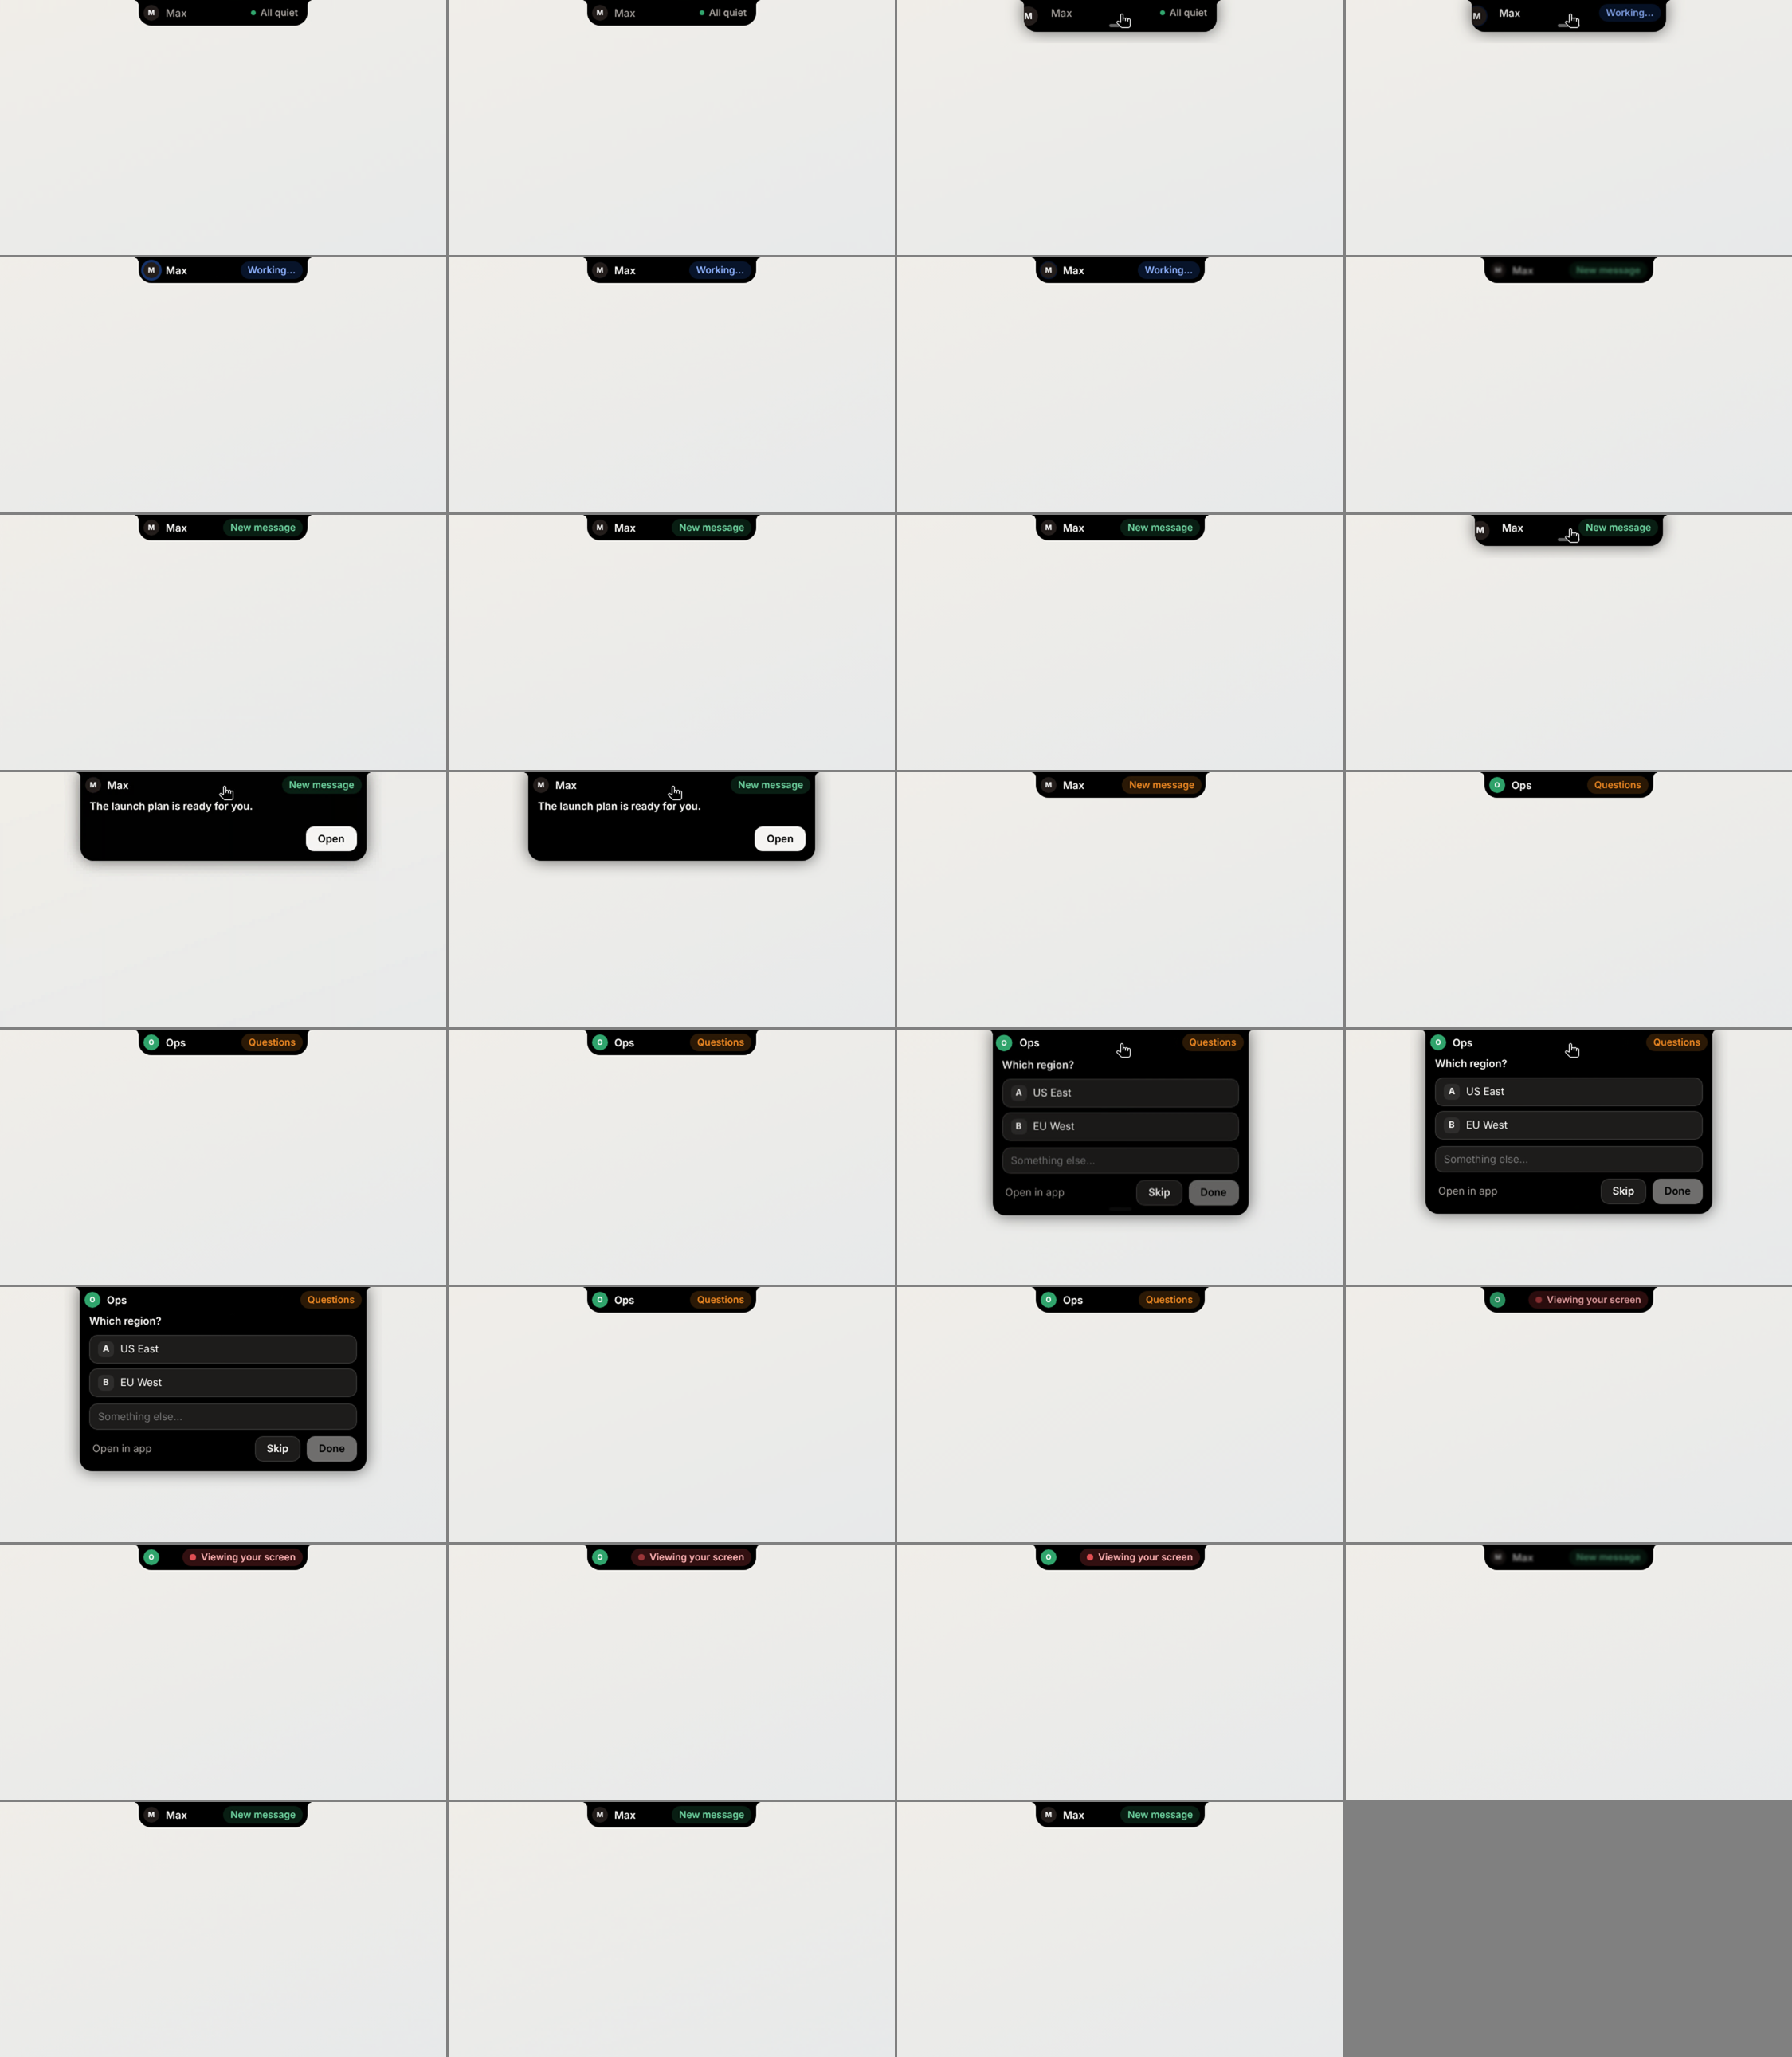 M Max All quiet
M Max All quiet
M Max All quiet
M Max Working...
M Max Working...
M Max Working...
M Max Working...
M Max New message
M Max New message
M Max New message
M Max New message
M Max New message
M Max New message
The launch plan is ready for you.
Open
M Max New message
The launch plan is ready for you.
Open
M Max New message
O Ops Questions
O Ops Questions
O Ops Questions
O Ops Questions
Which region?
A US East
B EU West
Something else...
Open in app Skip Done
O Ops Questions
Which region?
A US East
B EU West
Something else...
Open in app Skip Done
O Ops Questions
Which region?
A US East
B EU West
Something else...
Open in app Skip Done
O Ops Questions
O Ops Questions
O Viewing your screen
O Viewing your screen
O Viewing your screen
O Viewing your screen
M Max New message
M Max New message
M Max New message
M Max New message